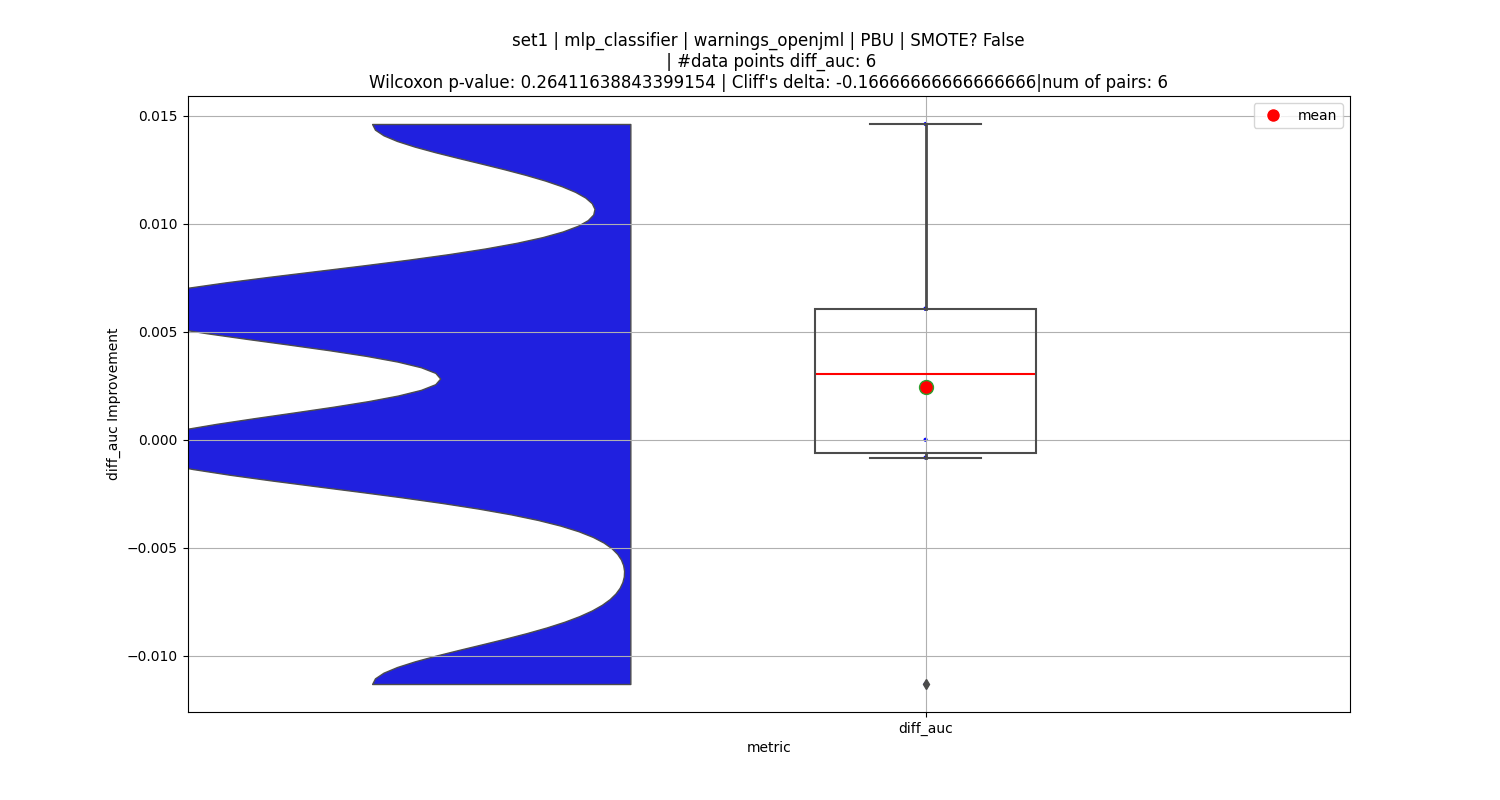 set1 | mlp_classifier | warnings_openjml | PBU | SMOTE? False
| #data points diff_auc: 6
Wilcoxon p-value: 0.26411638843399154 | Cliff's delta: -0.16666666666666666|num of pairs: 6
mean
0.015
0.010
0.005
0.000
−0.005
−0.010
diff_auc Improvement
diff_auc
metric